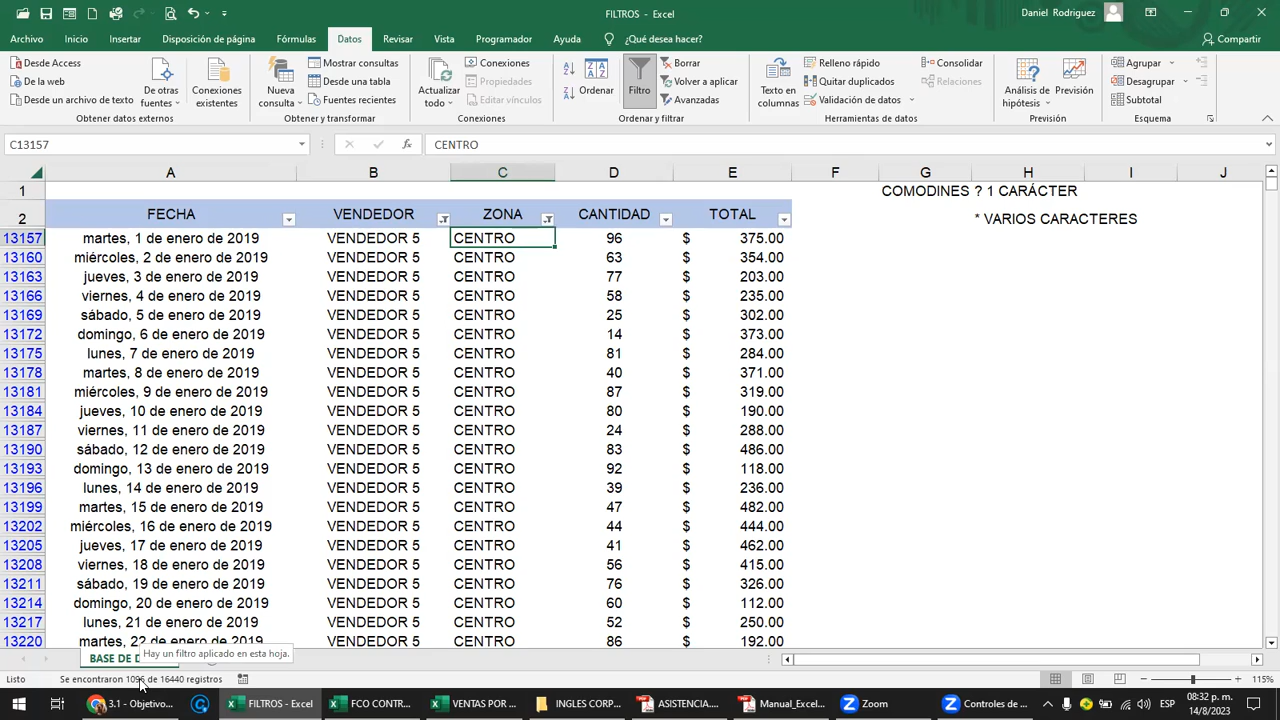 FILTROS - Excel
Daniel Rodriguez
Archivo Inicio Insertar Disposición de página Fórmulas Datos Revisar Vista Programador Ayuda ¿Qué desea hacer? Compartir
Desde Access
De la web
Desde un archivo de texto
De otras fuentes
Conexiones existentes
Obtener datos externos
Nueva consulta
Mostrar consultas
Desde una tabla
Fuentes recientes
Obtener y transformar
Actualizar todo
Conexiones
Propiedades
Editar vínculos
Conexiones
Ordenar
Filtro
Borrar
Volver a aplicar
Avanzadas
Ordenar y filtrar
Texto en columnas
Relleno rápido
Quitar duplicados
Validación de datos
Consolidar
Relaciones
Herramientas de datos
Análisis de hipótesis
Previsión
Previsión
Agrupar
Desagrupar
Subtotal
Esquema
C13157 fx CENTRO
A B C D E F G H I J
1 COMODINES ? 1 CARÁCTER
2 FECHA VENDEDOR ZONA CANTIDAD TOTAL * VARIOS CARACTERES
13157 martes, 1 de enero de 2019 VENDEDOR 5 CENTRO 96 $ 375.00
13160 miércoles, 2 de enero de 2019 VENDEDOR 5 CENTRO 63 $ 354.00
13163 jueves, 3 de enero de 2019 VENDEDOR 5 CENTRO 77 $ 203.00
13166 viernes, 4 de enero de 2019 VENDEDOR 5 CENTRO 58 $ 235.00
13169 sábado, 5 de enero de 2019 VENDEDOR 5 CENTRO 25 $ 302.00
13172 domingo, 6 de enero de 2019 VENDEDOR 5 CENTRO 14 $ 373.00
13175 lunes, 7 de enero de 2019 VENDEDOR 5 CENTRO 81 $ 284.00
13178 martes, 8 de enero de 2019 VENDEDOR 5 CENTRO 40 $ 371.00
13181 miércoles, 9 de enero de 2019 VENDEDOR 5 CENTRO 87 $ 319.00
13184 jueves, 10 de enero de 2019 VENDEDOR 5 CENTRO 80 $ 190.00
13187 viernes, 11 de enero de 2019 VENDEDOR 5 CENTRO 24 $ 288.00
13190 sábado, 12 de enero de 2019 VENDEDOR 5 CENTRO 83 $ 486.00
13193 domingo, 13 de enero de 2019 VENDEDOR 5 CENTRO 92 $ 118.00
13196 lunes, 14 de enero de 2019 VENDEDOR 5 CENTRO 39 $ 236.00
13199 martes, 15 de enero de 2019 VENDEDOR 5 CENTRO 47 $ 482.00
13202 miércoles, 16 de enero de 2019 VENDEDOR 5 CENTRO 44 $ 444.00
13205 jueves, 17 de enero de 2019 VENDEDOR 5 CENTRO 41 $ 462.00
13208 viernes, 18 de enero de 2019 VENDEDOR 5 CENTRO 56 $ 415.00
13211 sábado, 19 de enero de 2019 VENDEDOR 5 CENTRO 76 $ 326.00
13214 domingo, 20 de enero de 2019 VENDEDOR 5 CENTRO 60 $ 112.00
13217 lunes, 21 de enero de 2019 VENDEDOR 5 CENTRO 52 $ 250.00
13220 martes, 22 de enero de 2019 VENDEDOR 5 CENTRO 86 $ 192.00
BASE DE D
Hay un filtro aplicado en esta hoja.
Listo Se encontraron 1096 de 16440 registros 115%
3.1 - Objetivo... FILTROS - Excel FCO CONTR... VENTAS POR ... INGLES CORP... ASISTENCIA.... Manual_Exce... Zoom Controles de ... ESP 08:32 p. m.
14/8/2023